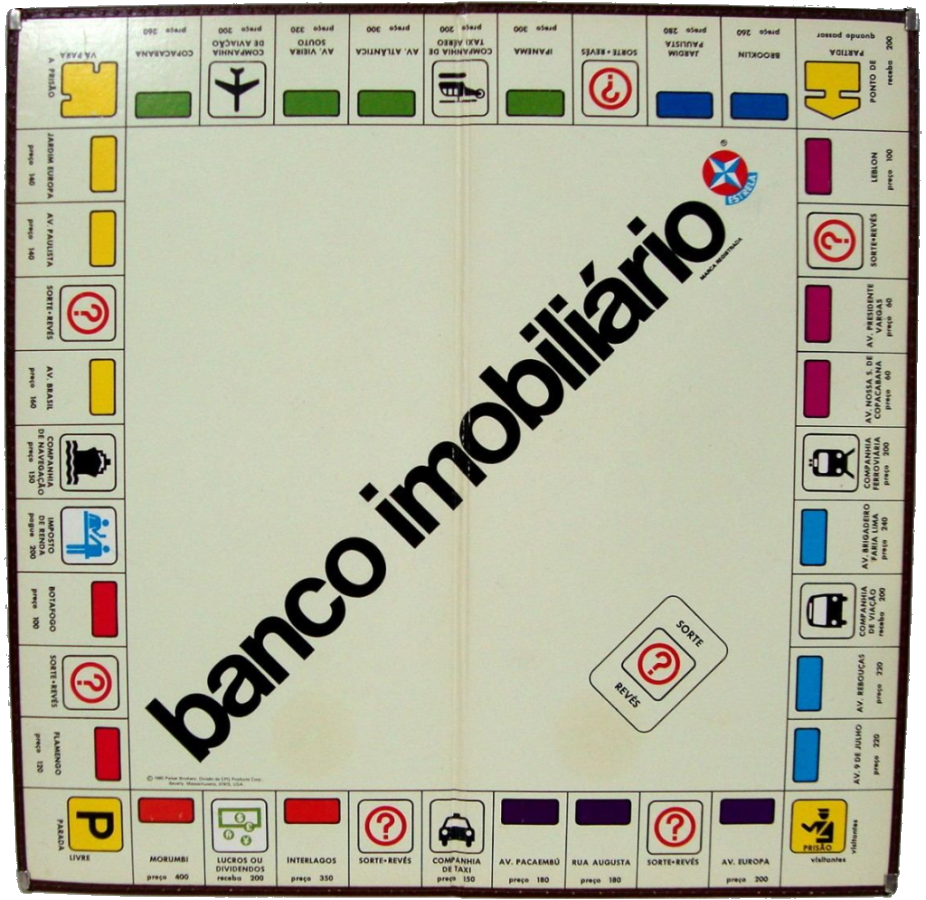 A PRISÃO
VÁ PARA
COPACABANA
preço 260
COMPANHIA
DE AVIAÇÃO
preço 200
AV. VIEIRA
SOUTO
preço 320
AV. ATLÂNTICA
preço 300
COMPANHIA DE
TAXI AÉREO
preço 200
IPANEMA
preço 300
SORTE•REVÉS
JARDIM
PAULISTA
preço 280
BROOKLIN
preço 260
PONTO DE
PARTIDA
receba 200
quando passar
LEBLON
preço 100
SORTE•REVÉS
AV. PRESIDENTE
VARGAS
preço 60
AV. NOSSA S. DE
COPACABANA
preço 60
COMPANHIA
FERROVIÁRIA
preço 200
AV. BRIGADEIRO
FARIA LIMA
preço 240
COMPANHIA
DE VIAÇÃO
receba 200
AV. REBOUÇAS
preço 220
AV. 9 DE JULHO
preço 220
PRISÃO
visitantes
visitantes
AV. EUROPA
preço 200
SORTE•REVÉS
RUA AUGUSTA
preço 180
AV. PACAEMBÚ
preço 180
COMPANHIA
DE TAXI
preço 150
SORTE•REVÉS
INTERLAGOS
preço 350
LUCROS OU
DIVIDENDOS
receba 200
MORUMBI
preço 400
P
PARADA
LIVRE
FLAMENGO
preço 120
SORTE•REVÉS
BOTAFOGO
preço 100
IMPOSTO
DE RENDA
pague 200
COMPANHIA
DE NAVEGAÇÃO
preço 150
AV. BRASIL
preço 160
SORTE•REVÉS
AV. PAULISTA
preço 140
JARDIM EUROPA
preço 140
banco imobiliário
®
ESTRELA
MARCA REGISTRADA
SORTE
REVÉS